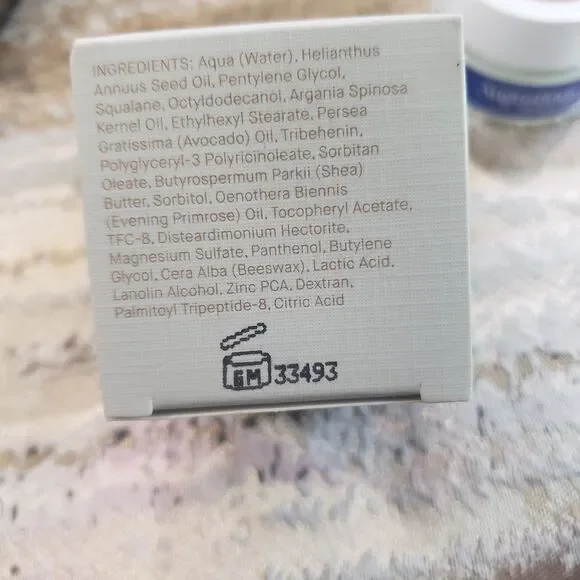 INGREDIENTS: Aqua (Water), Helianthus
Annuus Seed Oil, Pentylene Glycol,
Squalane, Octyldodecanol, Argania Spinosa
Kernel Oil, Ethylhexyl Stearate, Persea
Gratissima (Avocado) Oil, Tribehenin,
Polyglyceryl-3 Polyricinoleate, Sorbitan
Oleate, Butyrospermum Parkii (Shea)
Butter, Sorbitol, Oenothera Biennis
(Evening Primrose) Oil, Tocopheryl Acetate,
TFC-8, Disteardimonium Hectorite,
Magnesium Sulfate, Panthenol, Butylene
Glycol, Cera Alba (Beeswax), Lactic Acid,
Lanolin Alcohol, Zinc PCA, Dextran,
Palmitoyl Tripeptide-8, Citric Acid
6M 33493